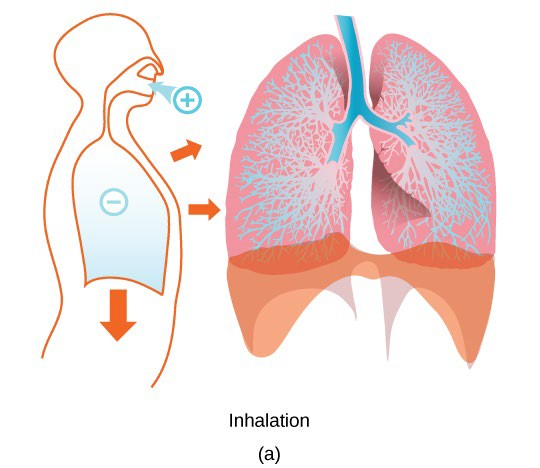 +
−
Inhalation
(a)